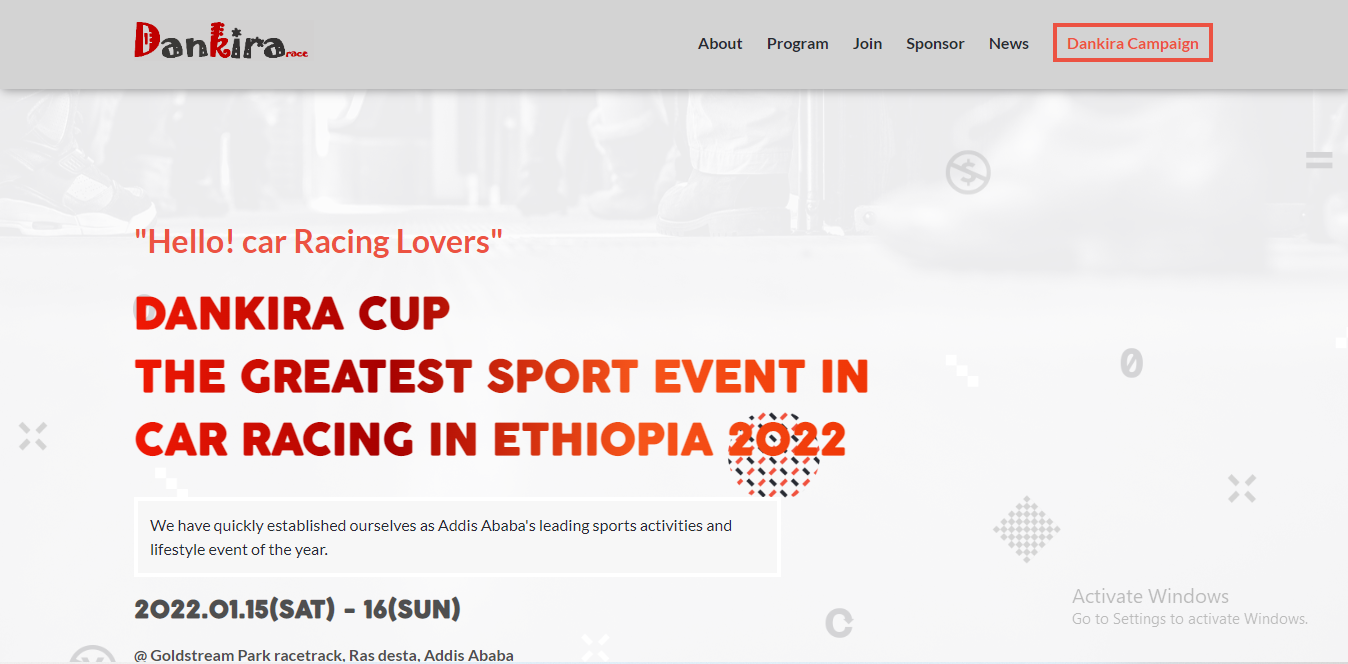 Dankira race
About Program Join Sponsor News Dankira Campaign
"Hello! car Racing Lovers"
DANKIRA CUP
THE GREATEST SPORT EVENT IN
CAR RACING IN ETHIOPIA 2022
We have quickly established ourselves as Addis Ababa's leading sports activities and
lifestyle event of the year.
2022.01.15(SAT) - 16(SUN)
@ Goldstream Park racetrack, Ras desta, Addis Ababa
Activate Windows
Go to Settings to activate Windows.